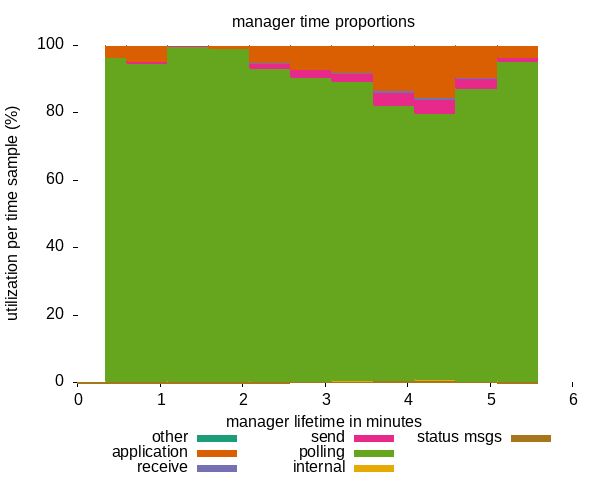 manager time proportions
100
80
60
40
20
0
utilization per time sample (%)
0 1 2 3 4 5 6
manager lifetime in minutes
other send status msgs
application polling
receive internal